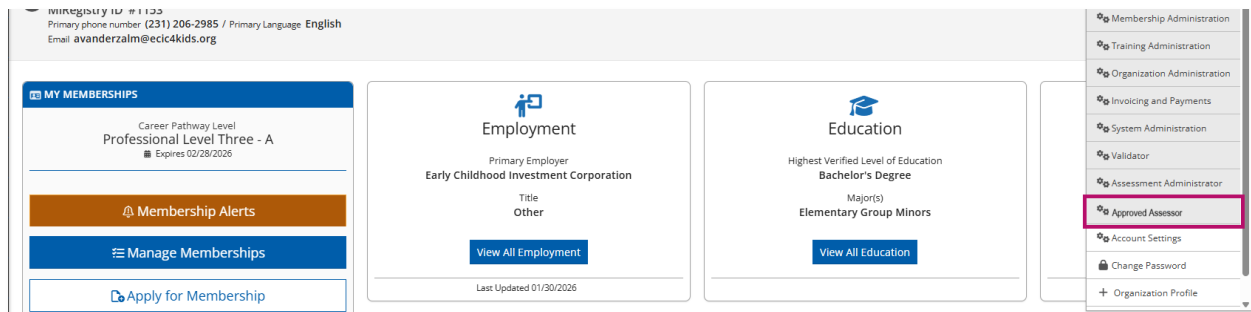 MiRegistry ID #1153
Primary phone number (231) 206-2985 / Primary Language English
Email avanderzalm@ecic4kids.org
MY MEMBERSHIPS
Career Pathway Level
Professional Level Three - A
Expires 02/28/2026
Membership Alerts
Manage Memberships
Apply for Membership
Employment
Primary Employer
Early Childhood Investment Corporation
Title
Other
View All Employment
Last Updated 01/30/2026
Education
Highest Verified Level of Education
Bachelor's Degree
Major(s)
Elementary Group Minors
View All Education
Membership Administration
Training Administration
Organization Administration
Invoicing and Payments
System Administration
Validator
Assessment Administrator
Approved Assessor
Account Settings
Change Password
Organization Profile